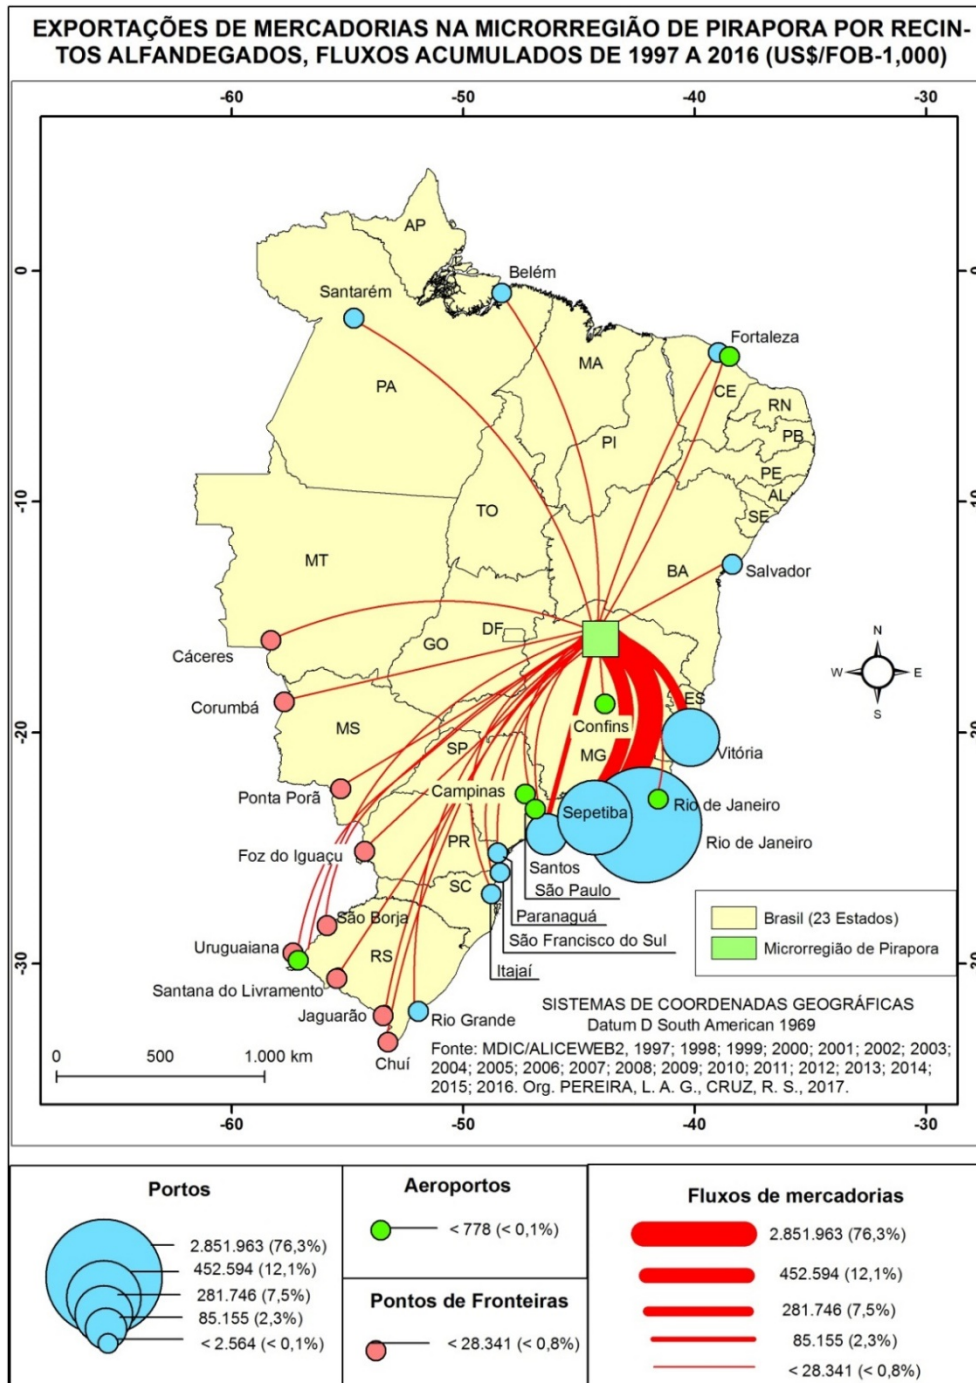 EXPORTAÇÕES DE MERCADORIAS NA MICRORREGIÃO DE PIRAPORA POR RECIN-
TOS ALFANDEGADOS, FLUXOS ACUMULADOS DE 1997 A 2016 (US$/FOB-1,000)
-60 -50 -40 -30
0 0
-10 -10
-20 -20
-30 -30
AP
Belém
Santarém
Fortaleza
MA
PA
CE
RN
PI
PB
PE
AL
TO
SE
MT
BA
Salvador
DF
GO
Cáceres
N
W E
S
Corumbá
ES
MS
Confins
SP
MG
Vitória
Campinas
Ponta Porã
Sepetiba
Rio de Janeiro
PR
Rio de Janeiro
Foz do Iguaçu
Santos
SC
São Paulo
São Borja
Paranaguá
Uruguaiana
São Francisco do Sul
RS
Itajaí
Santana do Livramento
Jaguarão
Rio Grande
Chuí
Brasil (23 Estados)
Microrregião de Pirapora
SISTEMAS DE COORDENADAS GEOGRÁFICAS
Datum D South American 1969
Fonte: MDIC/ALICEWEB2, 1997; 1998; 1999; 2000; 2001; 2002; 2003;
2004; 2005; 2006; 2007; 2008; 2009; 2010; 2011; 2012; 2013; 2014;
2015; 2016. Org. PEREIRA, L. A. G., CRUZ, R. S., 2017.
0 500 1.000 km
-60 -50 -40 -30
Portos
2.851.963 (76,3%)
452.594 (12,1%)
281.746 (7,5%)
85.155 (2,3%)
< 2.564 (< 0,1%)
Aeroportos
< 778 (< 0,1%)
Pontos de Fronteiras
< 28.341 (< 0,8%)
Fluxos de mercadorias
2.851.963 (76,3%)
452.594 (12,1%)
281.746 (7,5%)
85.155 (2,3%)
< 28.341 (< 0,8%)